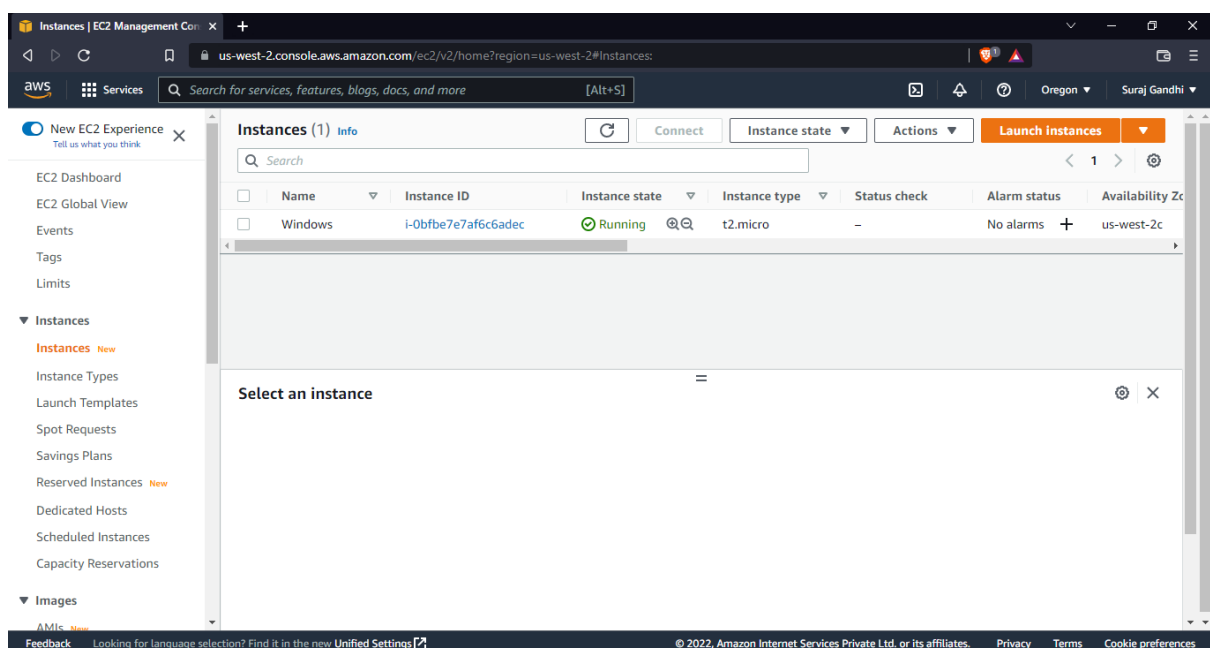 Instances | EC2 Management Con
us-west-2.console.aws.amazon.com/ec2/v2/home?region=us-west-2#Instances:
1
aws
Services
Search for services, features, blogs, docs, and more
[Alt+S]
Oregon
Suraj Gandhi
New EC2 Experience
Tell us what you think
EC2 Dashboard
EC2 Global View
Events
Tags
Limits
Instances
Instances New
Instance Types
Launch Templates
Spot Requests
Savings Plans
Reserved Instances New
Dedicated Hosts
Scheduled Instances
Capacity Reservations
Images
AMIs New
Instances (1) Info
Connect
Instance state
Actions
Launch instances
Search
1
Name Instance ID Instance state Instance type Status check Alarm status Availability Zo
Windows i-0bfbe7e7af6c6adec Running t2.micro – No alarms + us-west-2c
Select an instance
Feedback Looking for language selection? Find it in the new Unified Settings © 2022, Amazon Internet Services Private Ltd. or its affiliates. Privacy Terms Cookie preferences